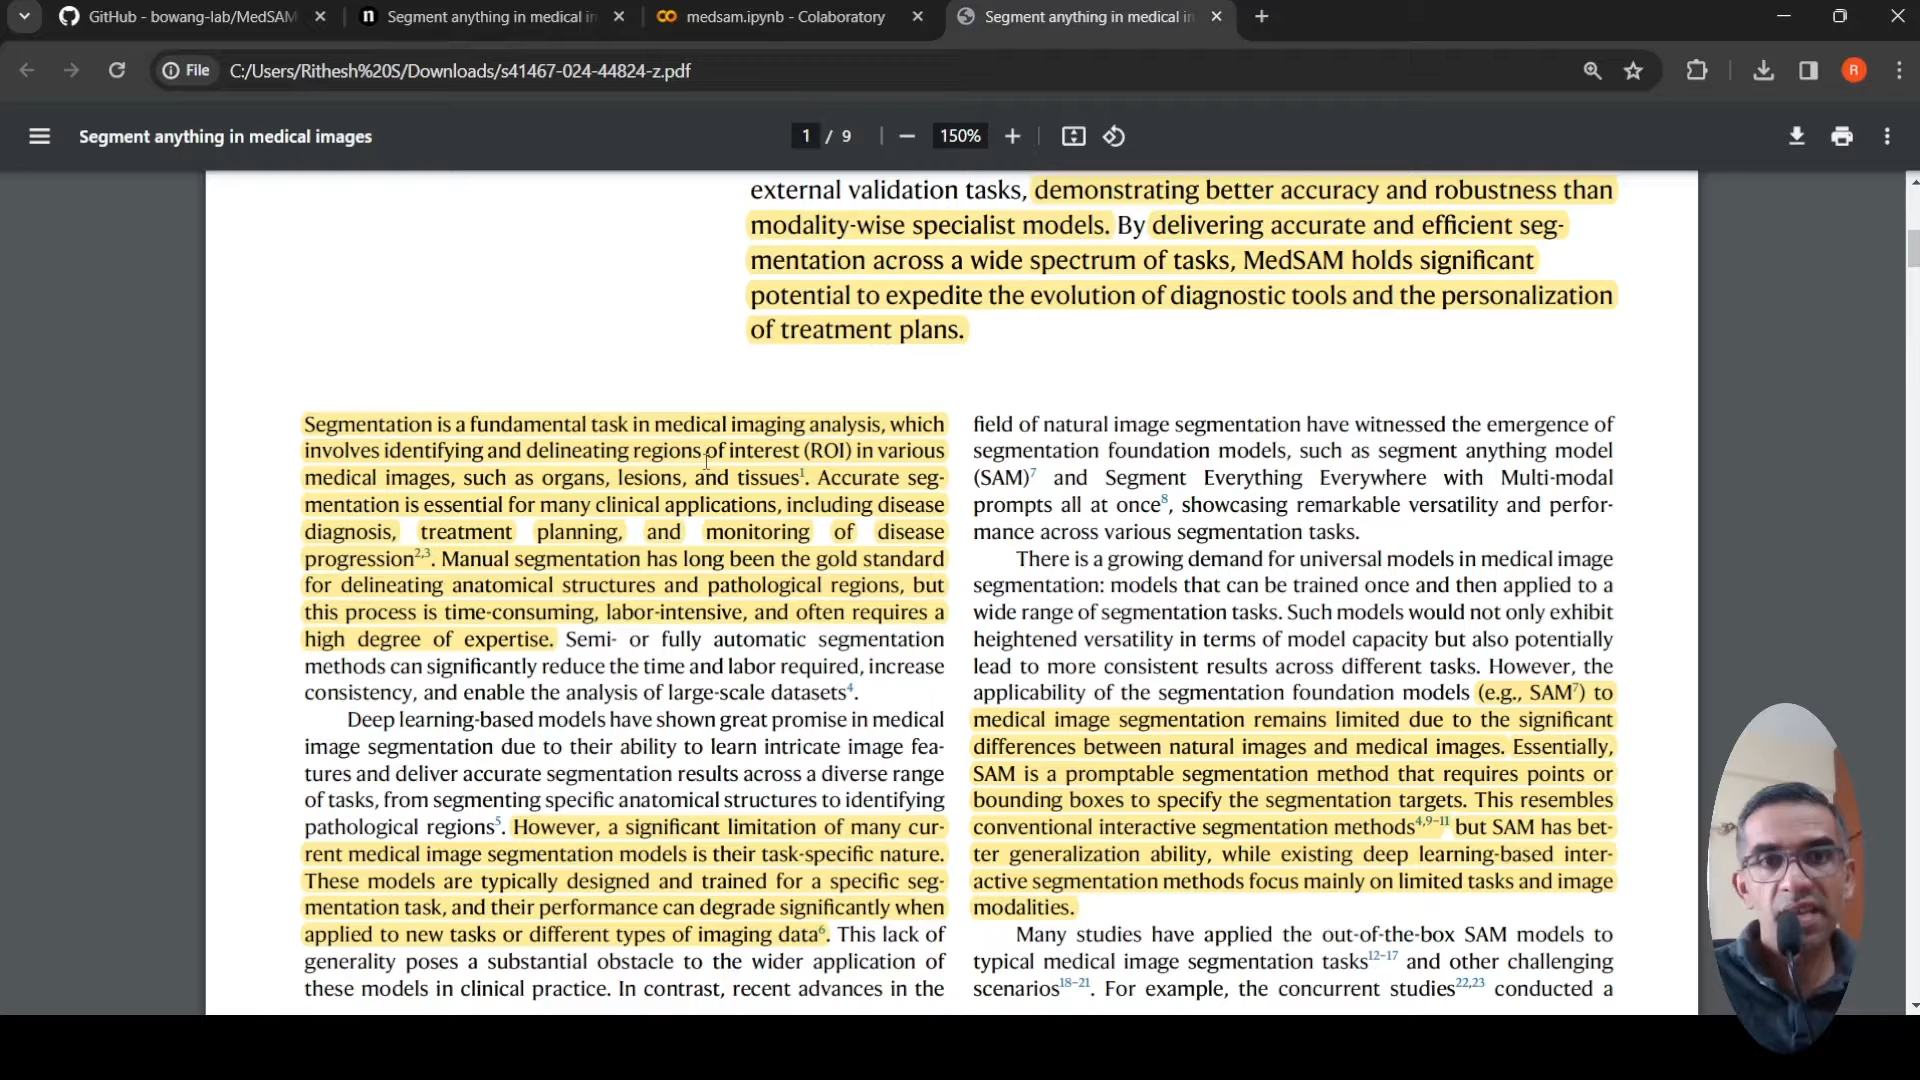 GitHub - bowang-lab/MedSAM
Segment anything in medical in
medsam.ipynb - Colaboratory
Segment anything in medical in
File
C:/Users/Rithesh%20S/Downloads/s41467-024-44824-z.pdf
R
Segment anything in medical images
1 / 9
150%
external validation tasks, demonstrating better accuracy and robustness than
modality-wise specialist models. By delivering accurate and efficient seg-
mentation across a wide spectrum of tasks, MedSAM holds significant
potential to expedite the evolution of diagnostic tools and the personalization
of treatment plans.
Segmentation is a fundamental task in medical imaging analysis, which
involves identifying and delineating regions of interest (ROI) in various
medical images, such as organs, lesions, and tissues1. Accurate seg-
mentation is essential for many clinical applications, including disease
diagnosis, treatment planning, and monitoring of disease
progression2,3. Manual segmentation has long been the gold standard
for delineating anatomical structures and pathological regions, but
this process is time-consuming, labor-intensive, and often requires a
high degree of expertise. Semi- or fully automatic segmentation
methods can significantly reduce the time and labor required, increase
consistency, and enable the analysis of large-scale datasets4.
Deep learning-based models have shown great promise in medical
image segmentation due to their ability to learn intricate image fea-
tures and deliver accurate segmentation results across a diverse range
of tasks, from segmenting specific anatomical structures to identifying
pathological regions5. However, a significant limitation of many cur-
rent medical image segmentation models is their task-specific nature.
These models are typically designed and trained for a specific seg-
mentation task, and their performance can degrade significantly when
applied to new tasks or different types of imaging data6. This lack of
generality poses a substantial obstacle to the wider application of
these models in clinical practice. In contrast, recent advances in the
field of natural image segmentation have witnessed the emergence of
segmentation foundation models, such as segment anything model
(SAM)7 and Segment Everything Everywhere with Multi-modal
prompts all at once8, showcasing remarkable versatility and perfor-
mance across various segmentation tasks.
There is a growing demand for universal models in medical image
segmentation: models that can be trained once and then applied to a
wide range of segmentation tasks. Such models would not only exhibit
heightened versatility in terms of model capacity but also potentially
lead to more consistent results across different tasks. However, the
applicability of the segmentation foundation models (e.g., SAM7) to
medical image segmentation remains limited due to the significant
differences between natural images and medical images. Essentially,
SAM is a promptable segmentation method that requires points or
bounding boxes to specify the segmentation targets. This resembles
conventional interactive segmentation methods4,9–11 but SAM has bet-
ter generalization ability, while existing deep learning-based inter-
active segmentation methods focus mainly on limited tasks and image
modalities.
Many studies have applied the out-of-the-box SAM models to
typical medical image segmentation tasks12–17 and other challenging
scenarios18–21. For example, the concurrent studies22,23 conducted a